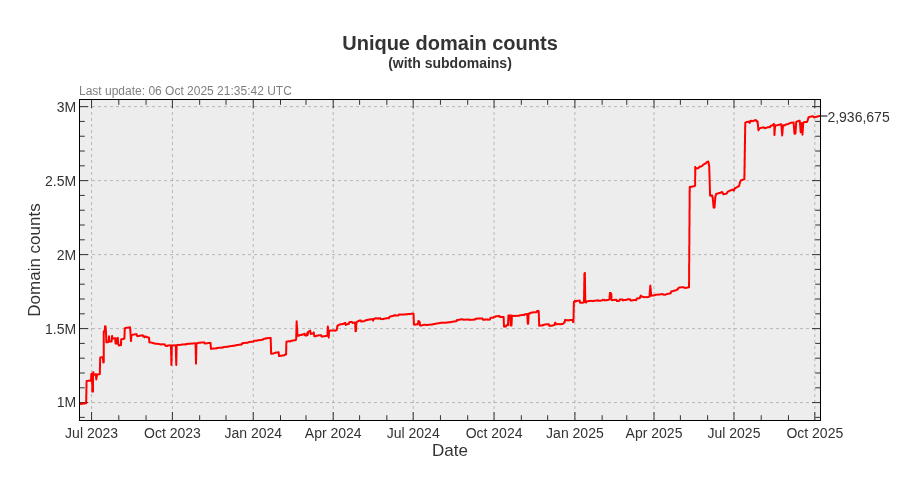 Unique domain counts
(with subdomains)
Last update: 06 Oct 2025 21:35:42 UTC
3M
2,936,675
2.5M
2M
1.5M
1M
Domain counts
Jul 2023 Oct 2023 Jan 2024 Apr 2024 Jul 2024 Oct 2024 Jan 2025 Apr 2025 Jul 2025 Oct 2025
Date